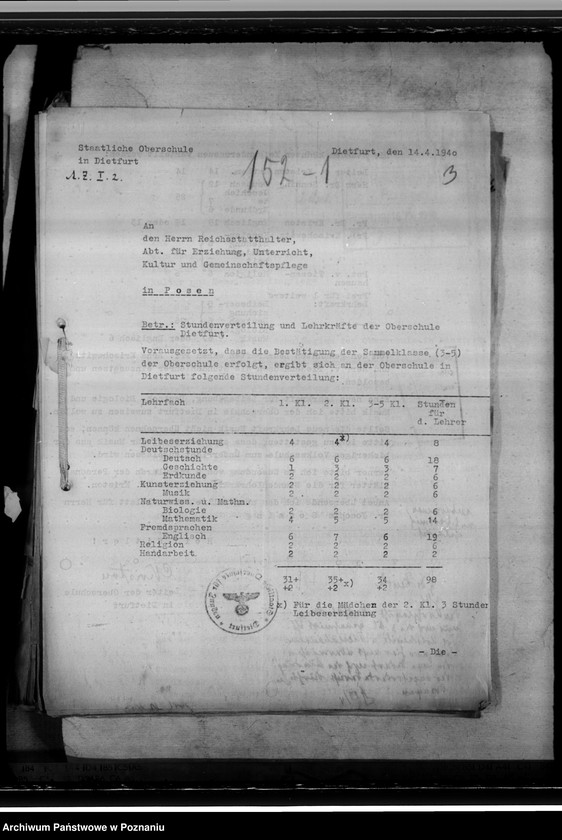 Staatliche Oberschule
in Dietfurt
Dietfurt, den 14.4.1940
A.Z. I. 2.
152-1
3
An
den Herrn Reichsstatthalter,
Abt. für Erziehung, Unterricht,
Kultur und Gemeinschaftspflege
in Posen
Betr.: Stundenverteilung und Lehrkräfte der Oberschule
Dietfurt.
Vorausgesetzt, dass die Bestätigung der Sammelklasse (3-5)
der Oberschule erfolgt, ergibt sich an der Oberschule in
Dietfurt folgende Stundenverteilung:
Lehrfach 1. Kl. 2. Kl. 3-5 Kl. Stunden
für
d. Lehrer
Leibeserziehung 4 4x) 4 8
Deutschstunde
Deutsch 6 6 6 18
Geschichte 1 3 3 7
Erdkunde 2 2 2 6
Kunsterziehung 2 2 2 6
Musik 2 2 2 6
Naturwiss. u. Mathm.
Biologie 2 2 2 6
Mathematik 4 5 5 14
Fremdsprachen
Englisch 6 7 6 19
Religion 2 2 2 6
Handarbeit 2 2 2 2
31+ 35+ 34 98
+2 +2 x) +2
x) Für die Mädchen der 2. Kl. 3 Stunden
Leibeserziehung
- Die -
Archiwum Państwowe w Poznaniu